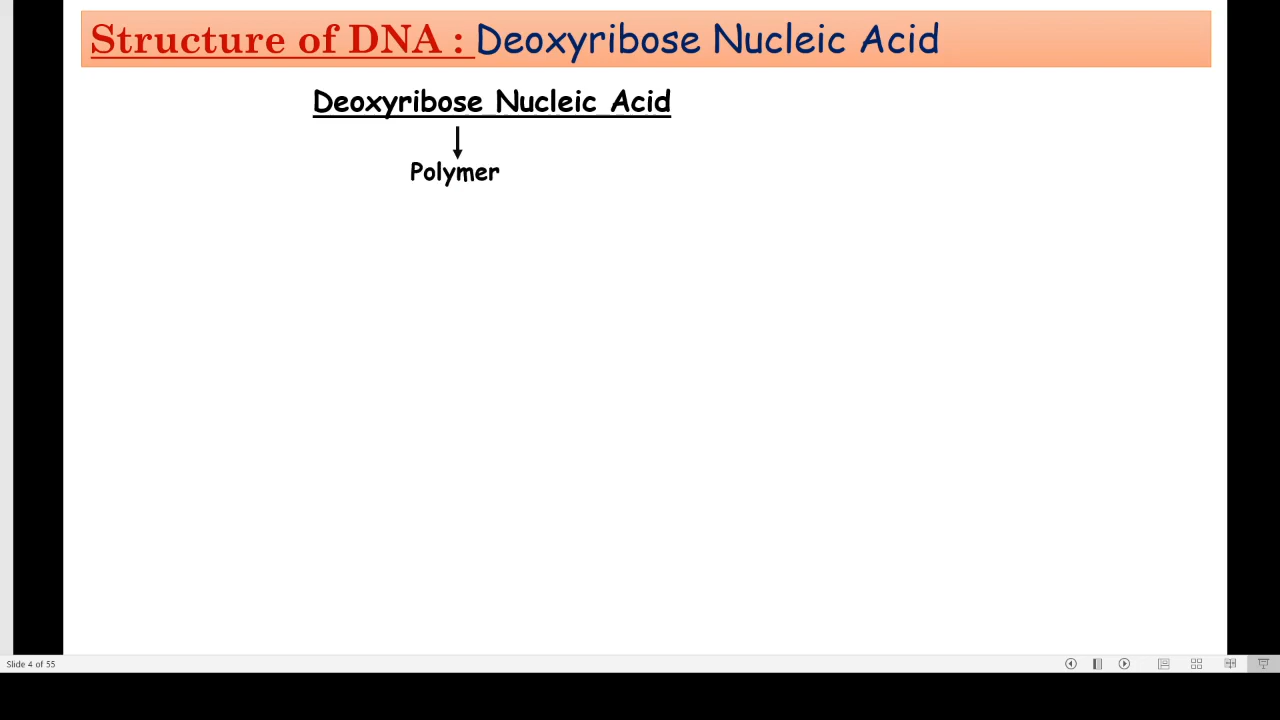 Structure of DNA : Deoxyribose Nucleic Acid
Deoxyribose Nucleic Acid
Polymer
Slide 4 of 55